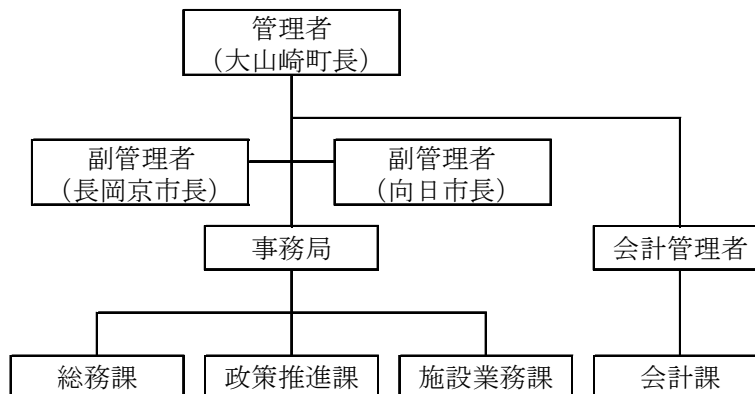 管理者
（大山崎町長）
副管理者
（長岡京市長）
副管理者
（向日市長）
事務局
会計管理者
総務課
政策推進課
施設業務課
会計課